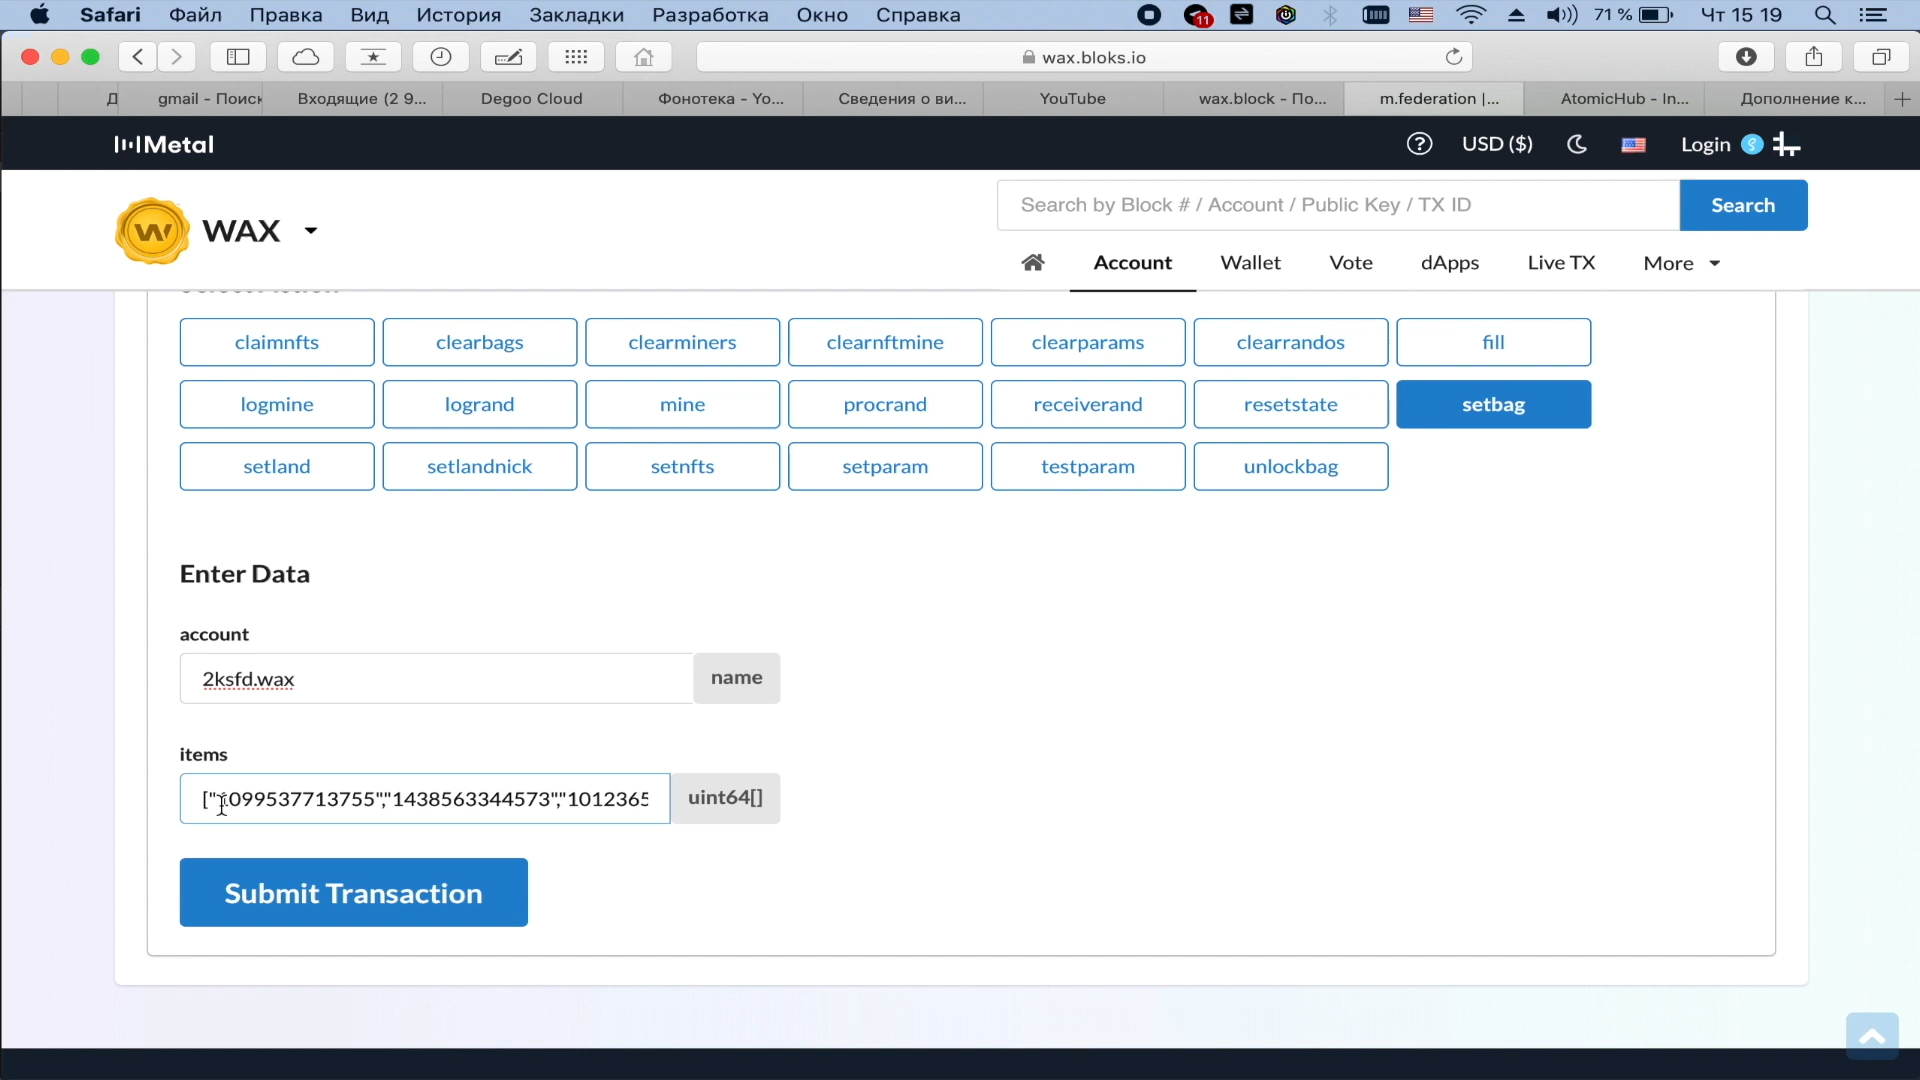 Safari Файл Правка Вид История Закладки Разработка Окно Справка 11 71 % Чт 15 19
wax.bloks.io
Д gmail - Поиск Входящие (2 9... Degoo Cloud Фонотека - Yo... Сведения о ви... YouTube wax.block - По... m.federation |... AtomicHub - In... Дополнение к...
Metal ? USD ($) Login
WAX Search by Block # / Account / Public Key / TX ID Search
Account Wallet Vote dApps Live TX More
claimnfts clearbags clearminers clearnftmine clearparams clearrandos fill
logmine logrand mine procrand receiverand resetstate setbag
setland setlandnick setnfts setparam testparam unlockbag
Enter Data
account
2ksfd.wax name
items
["1099537713755","1438563344573","1012365 uint64[]
Submit Transaction